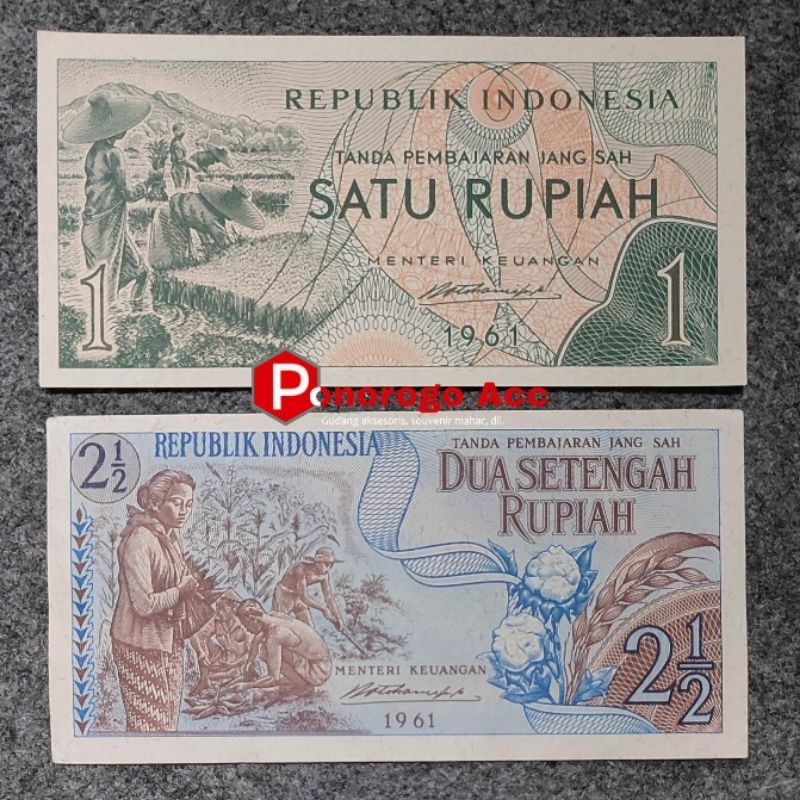 REPUBLIK INDONESIA
TANDA PEMBAJARAN JANG SAH
SATU RUPIAH
MENTERI KEUANGAN
1961
1
1
Ponorogo Acc
Gudang aksesoris, souvenir mahar, dll.
2½
REPUBLIK INDONESIA
TANDA PEMBAJARAN JANG SAH
DUA SETENGAH
RUPIAH
MENTERI KEUANGAN
1961
2½